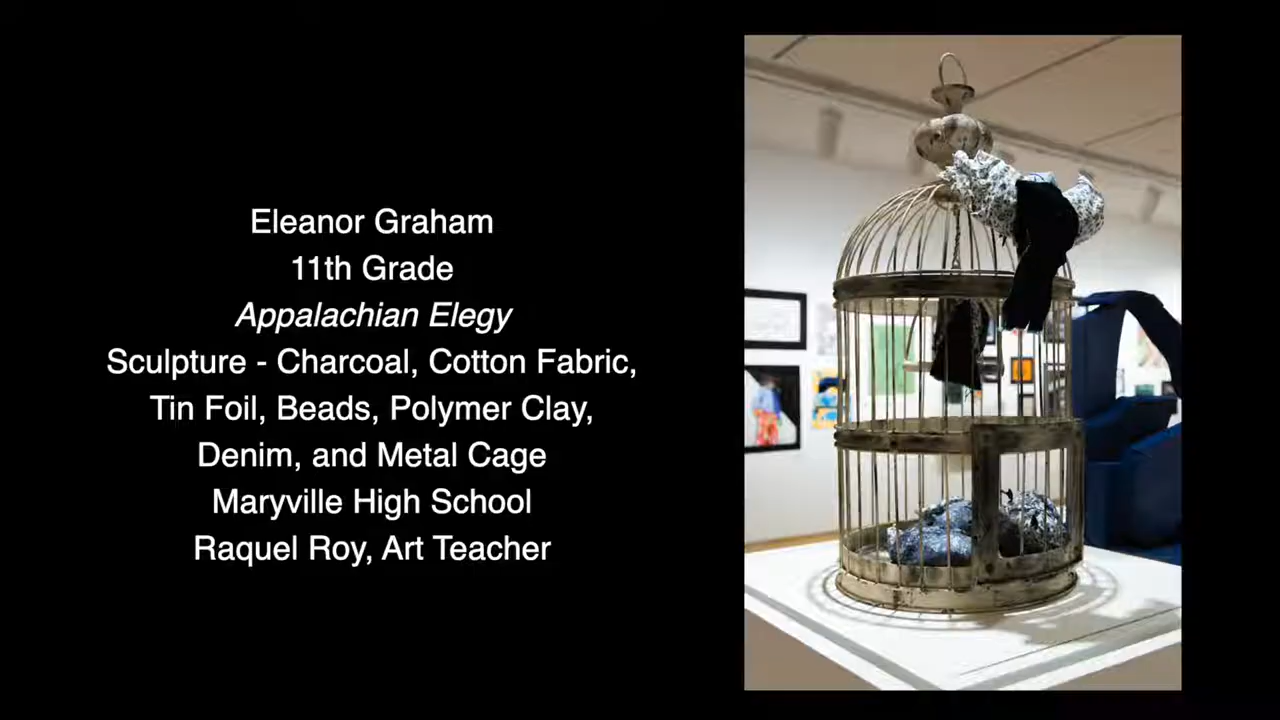 Eleanor Graham
11th Grade
Appalachian Elegy
Sculpture - Charcoal, Cotton Fabric,
Tin Foil, Beads, Polymer Clay,
Denim, and Metal Cage
Maryville High School
Raquel Roy, Art Teacher